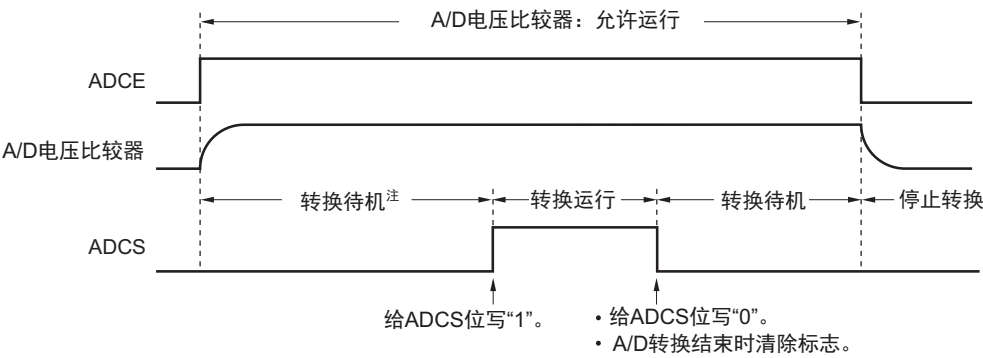 A/D电压比较器：允许运行
ADCE
A/D电压比较器
转换待机注
转换运行
转换待机
停止转换
ADCS
给ADCS位写“1”。
• 给ADCS位写“0”。
• A/D转换结束时清除标志。